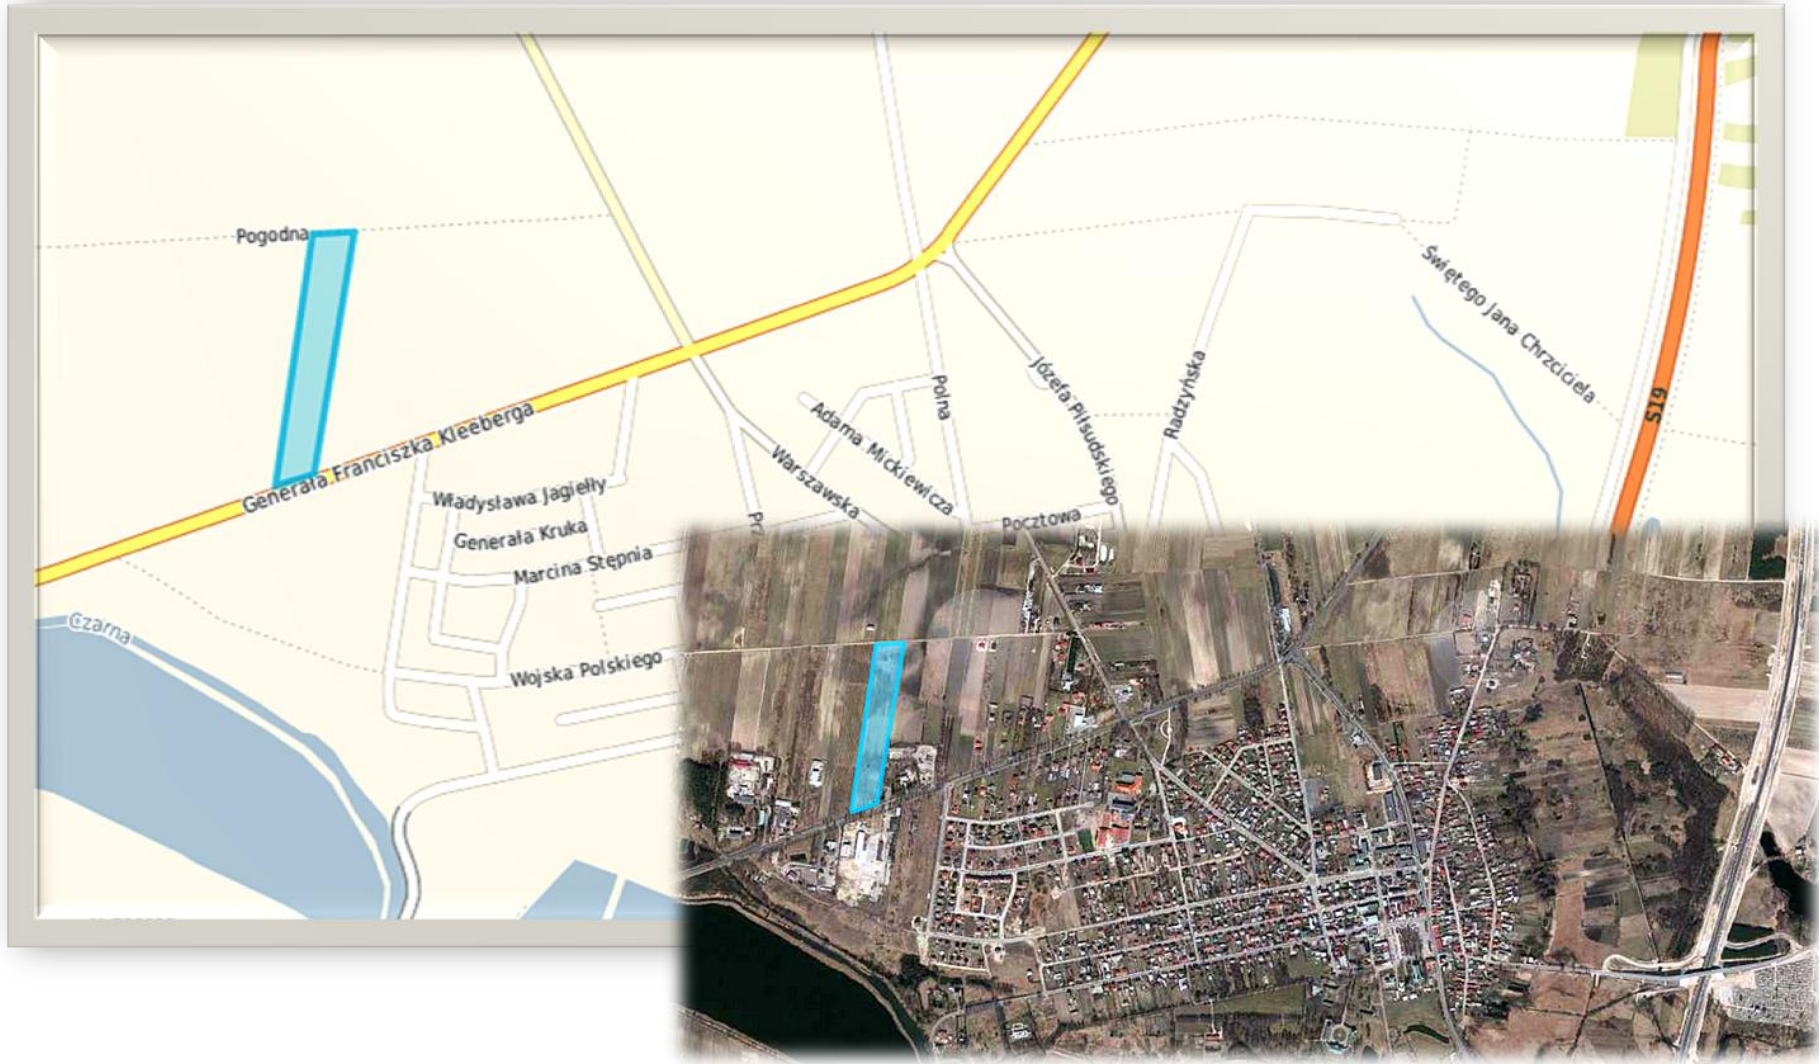 Pogodna
Świętego Jana Chrzciciela
Józefa Piłsudskiego
Radzyńska
Polna
S19
Adama Mickiewicza
Generała Franciszka Kleeberga
Warszawska
Władysława Jagiełły
Pocztowa
Generała Kruka
Prz
Marcina Stępnia
Czarna
Wojska Polskiego